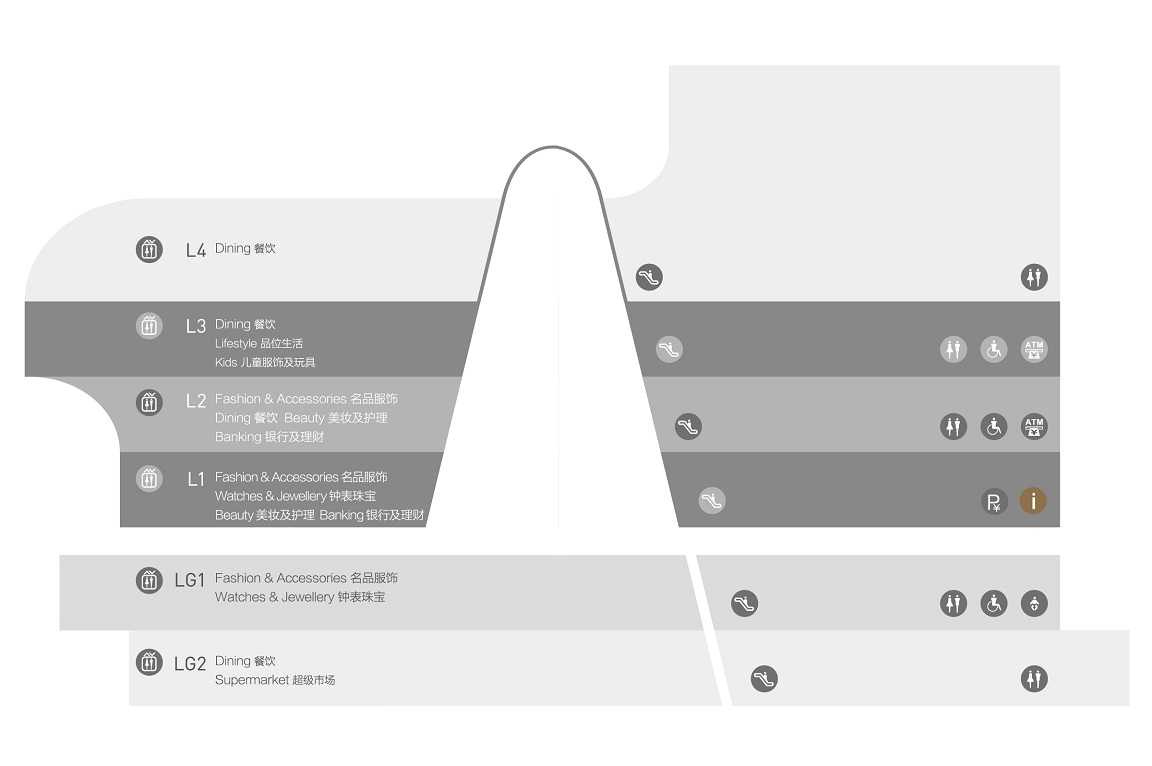 L4 Dining 餐饮
L3 Dining 餐饮
Lifestyle 品位生活
Kids 儿童服饰及玩具
ATM
L2 Fashion & Accessories 名品服饰
Dining 餐饮 Beauty 美妆及护理
Banking 银行及理财
ATM
L1 Fashion & Accessories 名品服饰
Watches & Jewellery 钟表珠宝
Beauty 美妆及护理 Banking 银行及理财
P¥ i
LG1 Fashion & Accessories 名品服饰
Watches & Jewellery 钟表珠宝
LG2 Dining 餐饮
Supermarket 超级市场